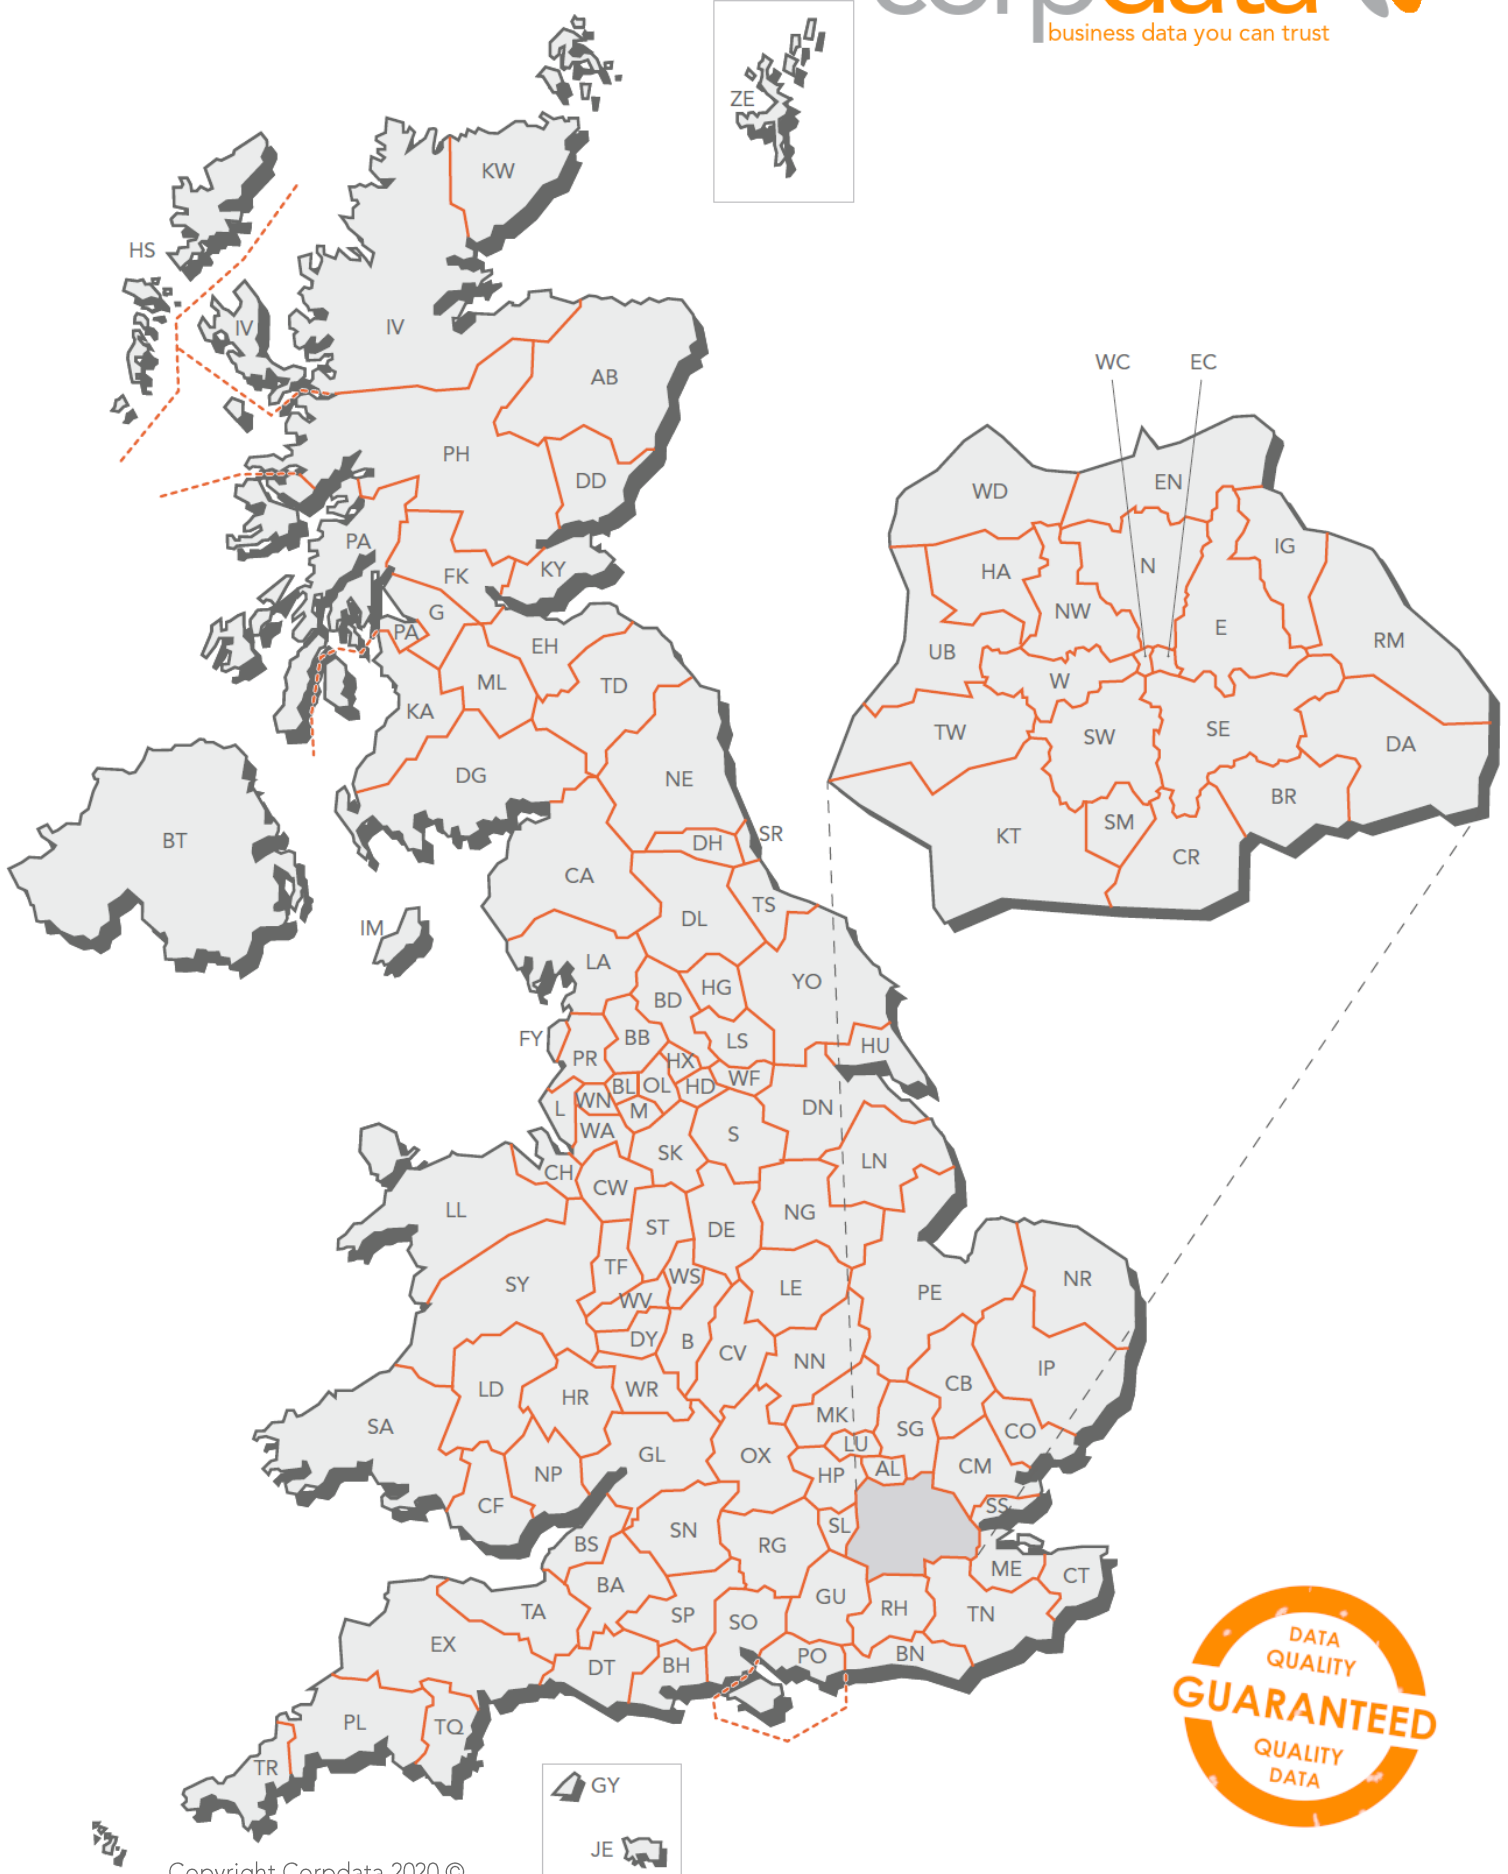 corpdata
business data you can trust
ZE
KW
HS
IV
IV
AB
PH
DD
PA
FK
KY
G
PA
EH
ML
TD
KA
DG
NE
BT
SR
DH
CA
TS
DL
IM
LA
YO
HG
BD
FY
BB
LS
HU
PR
HX
BL
OL
HD
WF
WN
L
M
DN
WA
S
SK
LN
CH
CW
LL
NG
ST
DE
TF
WS
SY
LE
PE
NR
WV
DY
B
CV
NN
IP
LD
HR
WR
CB
MK
SA
SG
CO
LU
GL
OX
HP
AL
CM
NP
CF
SS
SL
SN
BS
RG
ME
CT
BA
GU
TA
SP
SO
RH
TN
EX
PO
BN
DT
BH
PL
TQ
TR
GY
JE
WC
EC
WD
EN
HA
N
IG
NW
E
UB
RM
W
TW
SW
SE
DA
BR
KT
SM
CR
DATA
QUALITY
GUARANTEED
QUALITY
DATA
Copyright Corpdata 2020 ©